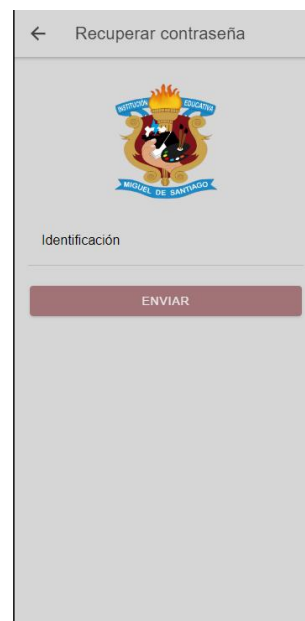 Recuperar contraseña
INSTITUCIÓN EDUCATIVA
MIGUEL DE SANTIAGO
Identificación
ENVIAR